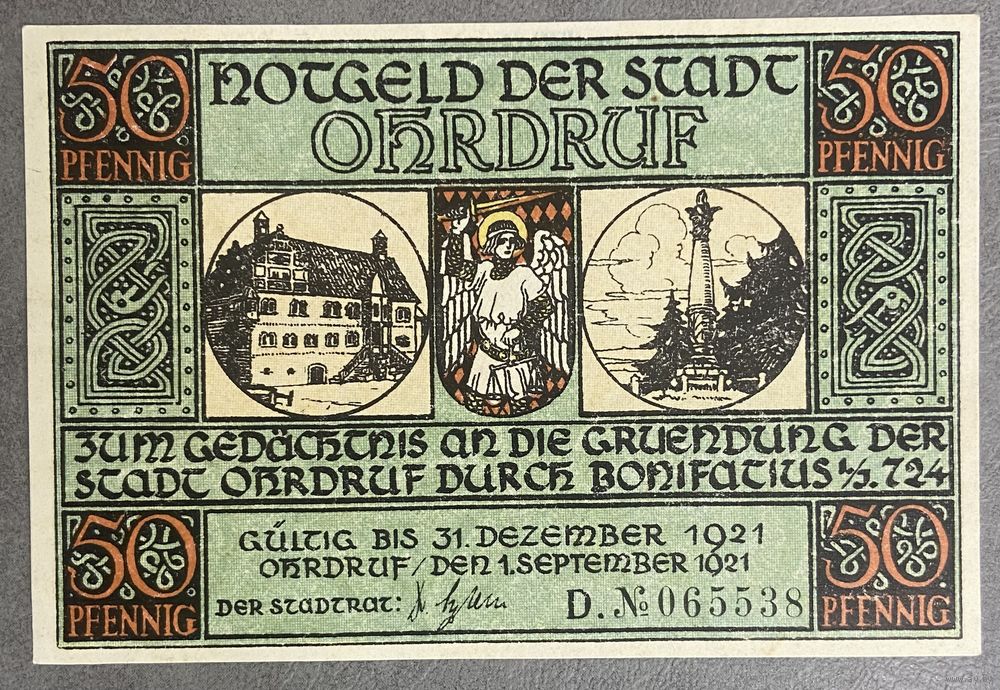 50 PFENNIG
NOTGELD DER STADT
OHRDRUF
50 PFENNIG
ZUM GEDÄCHTNIS AN DIE GRUENDUNG DER
STADT OHRDRUF DURCH BONIFATIUS i/J. 724
50 PFENNIG
GÜLTIG BIS 31. DEZEMBER 1921
OHRDRUF/DEN 1. SEPTEMBER 1921
DER STADTRAT:
D. № 065538
50 PFENNIG